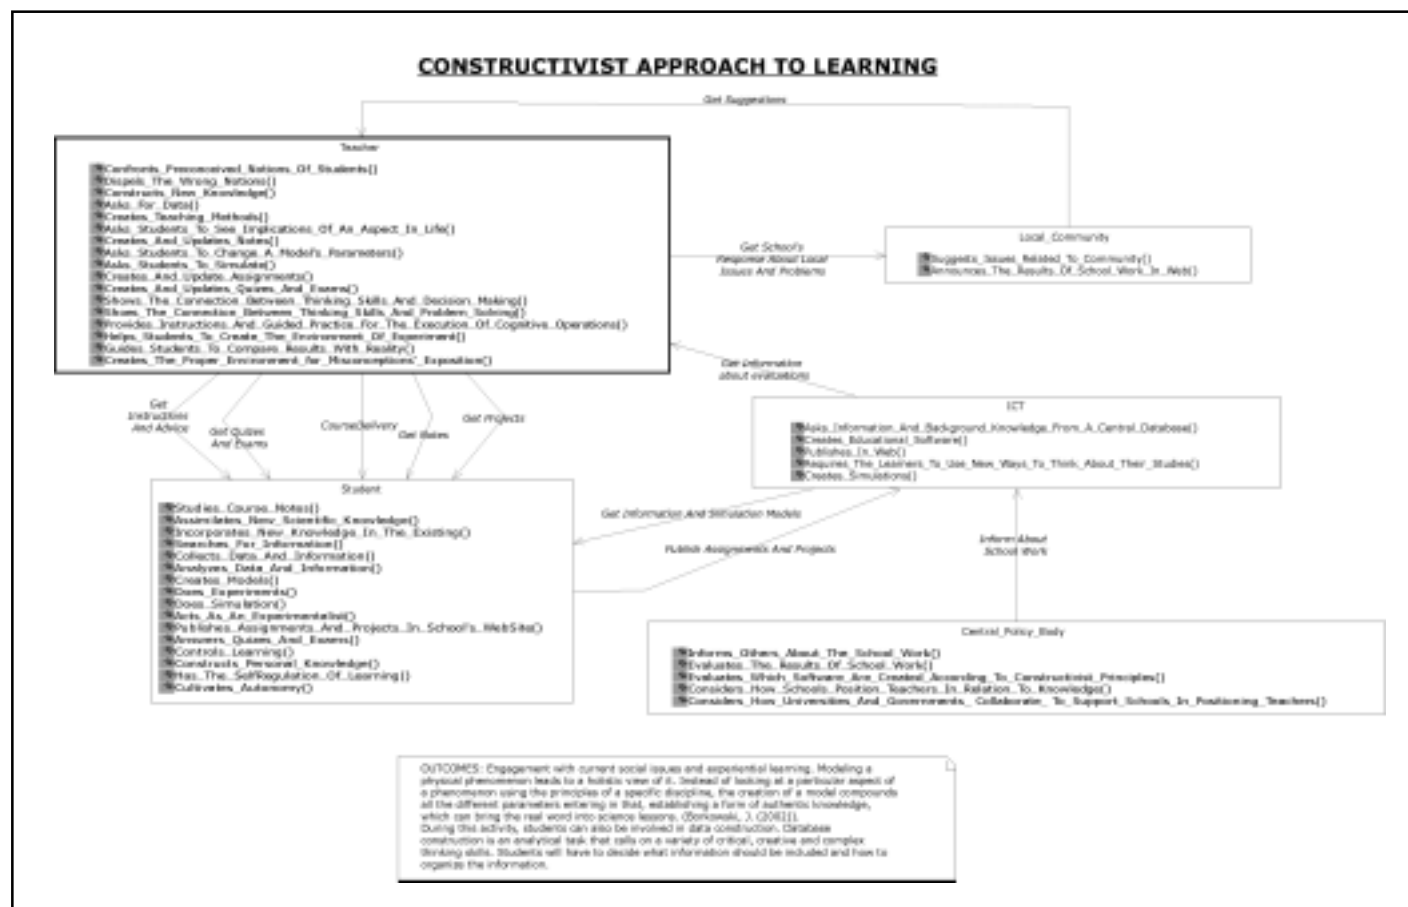 CONSTRUCTIVIST APPROACH TO LEARNING
Get Suggestions
Teacher
Confronts_Preconceived_Notions_Of_Students()
Dispels_The_Wrong_Notions()
Constructs_New_Knowledge()
Asks_For_Data()
Creates_Teaching_Methods()
Asks_Students_To_See_Implications_Of_An_Aspect_In_Life()
Creates_And_Updates_Notes()
Asks_Students_To_Change_A_Model's_Parameters()
Asks_Students_To_Simulate()
Creates_And_Update_Assignments()
Creates_And_Updates_Quizes_And_Exams()
Shows_The_Connection_Between_Thinking_Skills_And_Decision_Making()
Shows_The_Connection_Between_Thinking_Skills_And_Problem_Solving()
Provides_Instructions_And_Guided_Practice_For_The_Execution_Of_Cognitive_Operations()
Helps_Students_To_Create_The_Environment_Of_Experiment()
Guides_Students_To_Compare_Results_With_Reality()
Creates_The_Proper_Environment_for_Misconceptions'_Exposition()
Get School's
Response About Local
Issues And Problems
Local_Community
Suggests_Issues_Related_To_Community()
Announces_The_Results_Of_School_Work_In_Web()
Get Information
about evaluations
Get
Instructions
And Advice
Get Quizes
And Exams
CourseDelivery
Get Notes
Get Projects
ICT
Asks_Information_And_Background_Knowledge_From_A_Central_Database()
Creates_Educational_Software()
Publishes_In_Web()
Requires_The_Learners_To_Use_New_Ways_To_Think_About_Their_Studies()
Creates_Simulations()
Student
Studies_Course_Notes()
Assimilates_New_Scientific_Knowledge()
Incorporates_New_Knowledge_In_The_Existing()
Searches_For_Information()
Collects_Data_And_Information()
Analyzes_Data_And_Information()
Creates_Models()
Does_Experiments()
Does_Simulation()
Acts_As_An_Experimentalist()
Publishes_Assignments_And_Projects_In_School's_WebSite()
Answers_Quizes_And_Exams()
Controls_Learning()
Constructs_Personal_Knowledge()
Has_The_SelfRegulation_Of_Learning()
Cultivates_Autonomy()
Get Information And Simulation Models
Publish Assignments And Projects
Inform About
School Work
Central_Policy_Body
Informs_Others_About_The_School_Work()
Evaluates_The_Results_Of_School_Work()
Evaluates_Which_Software_Are_Created_According_To_Constructivist_Principles()
Considers_How_Schools_Position_Teachers_In_Relation_To_Knowledge()
Considers_How_Universities_And_Governments_ Collaborate_ To_Support_Schools_In_Positioning_Teachers()
OUTCOMES: Engagement with current social issues and experiential learning. Modeling a
physical phenomenon leads to a holistic view of it. Instead of looking at a particular aspect of
a phenomenon using the principles of a specific discipline, the creation of a model compounds
all the different parameters entering in that, establishing a form of authentic knowledge,
which can bring the real word into science lessons. (Borkowski, J. (2002)).
During this activity, students can also be involved in data construction. Database
construction is an analytical task that calls on a variety of critical, creative and complex
thinking skills. Students will have to decide what information should be included and how to
organize the information.